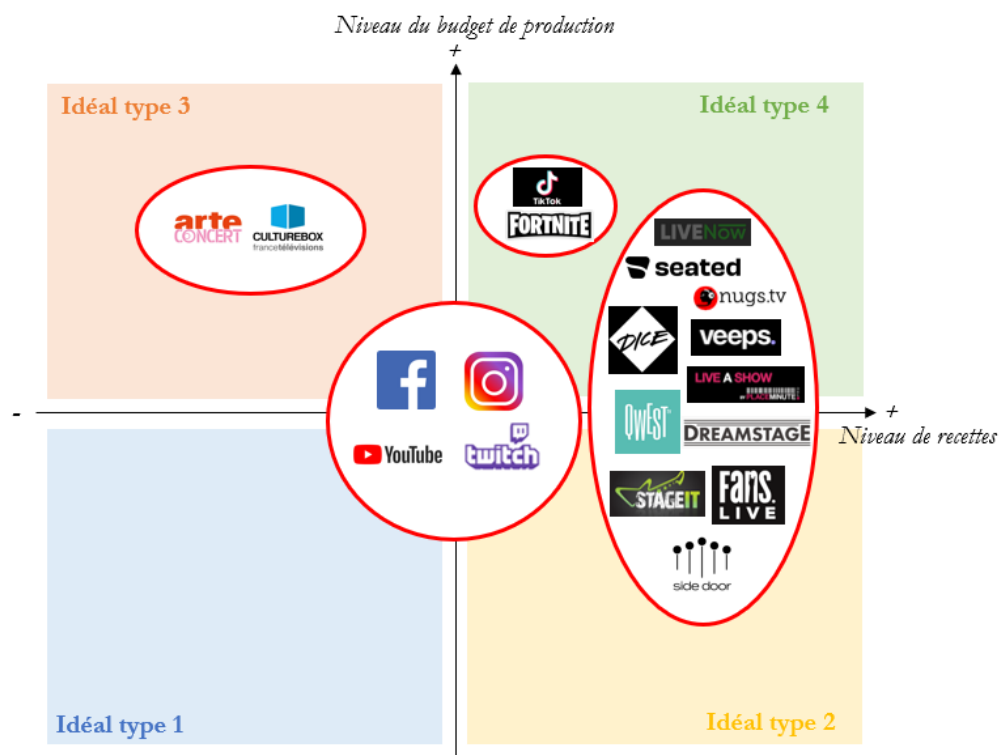 Niveau du budget de production
+
Idéal type 3
Idéal type 4
TikTok
FORTNITE
arte
CONCERT
CULTUREBOX
francetélévisions
LIVENow
seated
nugs.tv
DICE
veeps.
LIVE A SHOW
BY PLACEMINUTE
-
+
Niveau de recettes
f
QWEST
DREAMSTAGE
YouTube
twitch
STAGEIT
FANS.
LIVE
side door
Idéal type 1
Idéal type 2